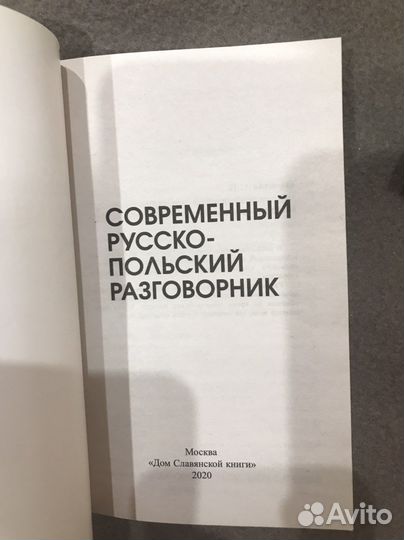 СОВРЕМЕННЫЙ
РУССКО-
ПОЛЬСКИЙ
РАЗГОВОРНИК
Москва
«Дом Славянской книги»
2020
Avito